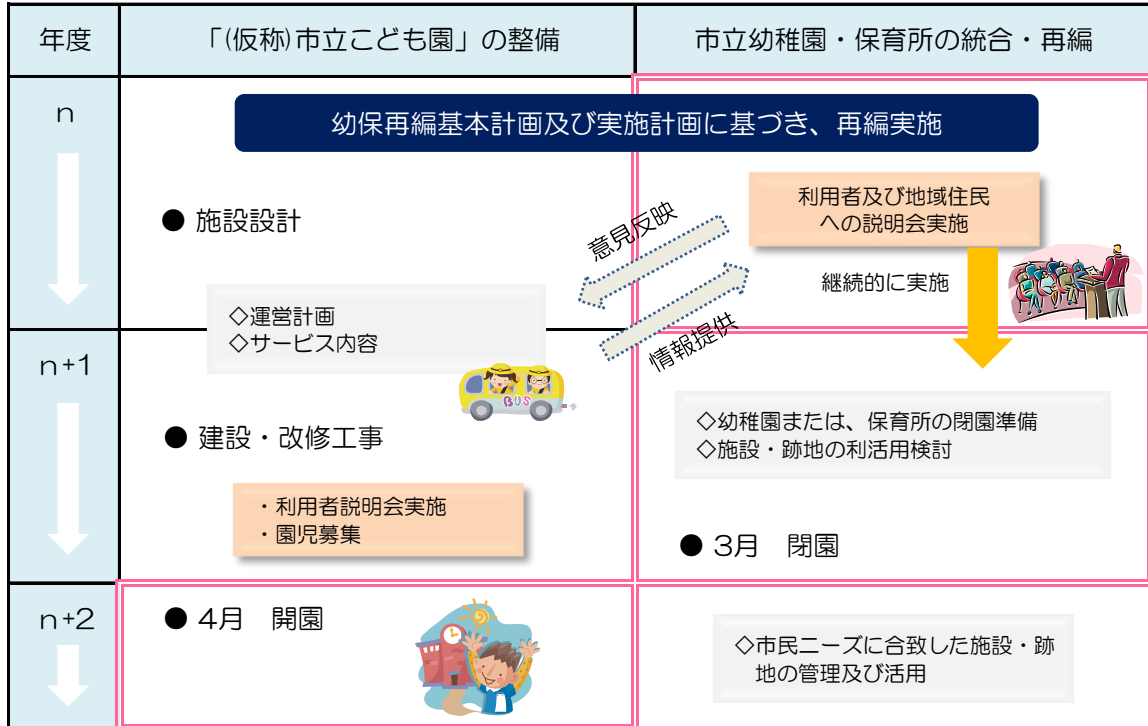 年度
「(仮称)市立こども園」の整備
市立幼稚園・保育所の統合・再編
n
幼保再編基本計画及び実施計画に基づき、再編実施
● 施設設計
意見反映
情報提供
利用者及び地域住民
への説明会実施
継続的に実施
◇運営計画
◇サービス内容
n+1
BUS
● 建設・改修工事
・利用者説明会実施
・園児募集
◇幼稚園または、保育所の閉園準備
◇施設・跡地の利活用検討
● 3月　閉園
n+2
● 4月　開園
◇市民ニーズに合致した施設・跡
地の管理及び活用